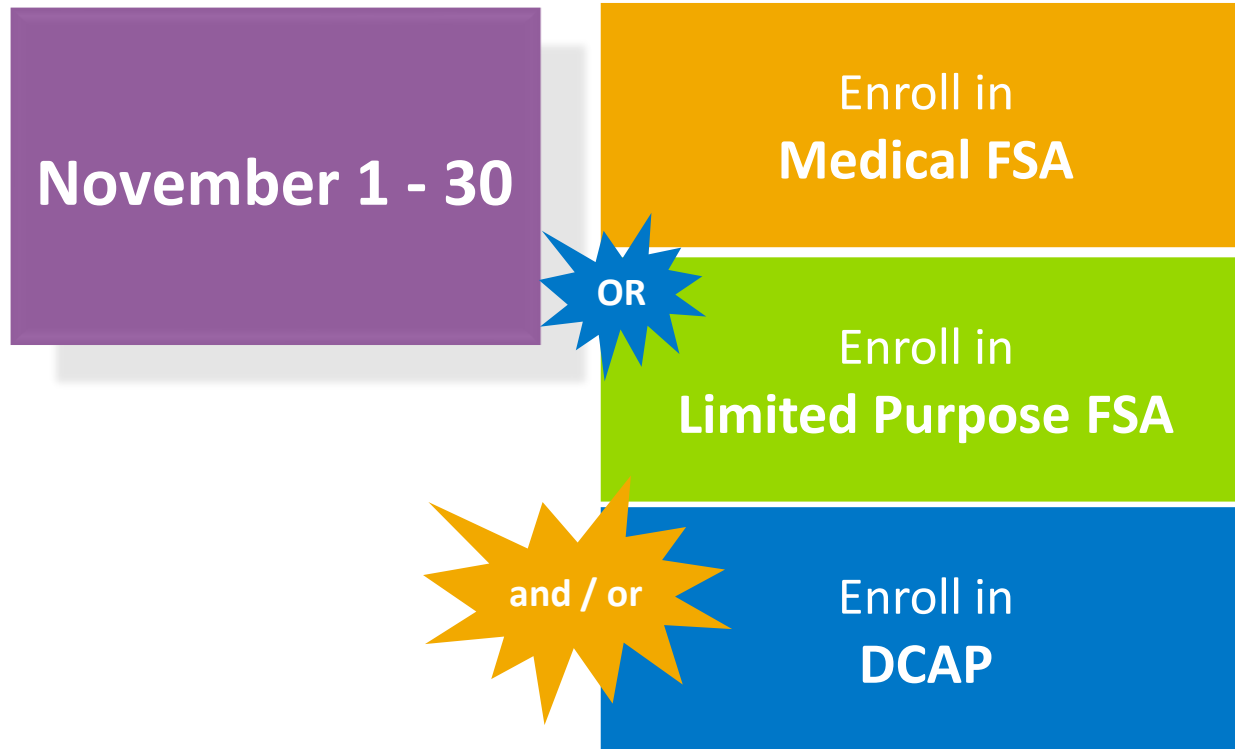 November 1 - 30
Enroll in
Medical FSA
OR
Enroll in
Limited Purpose FSA
and / or
Enroll in
DCAP